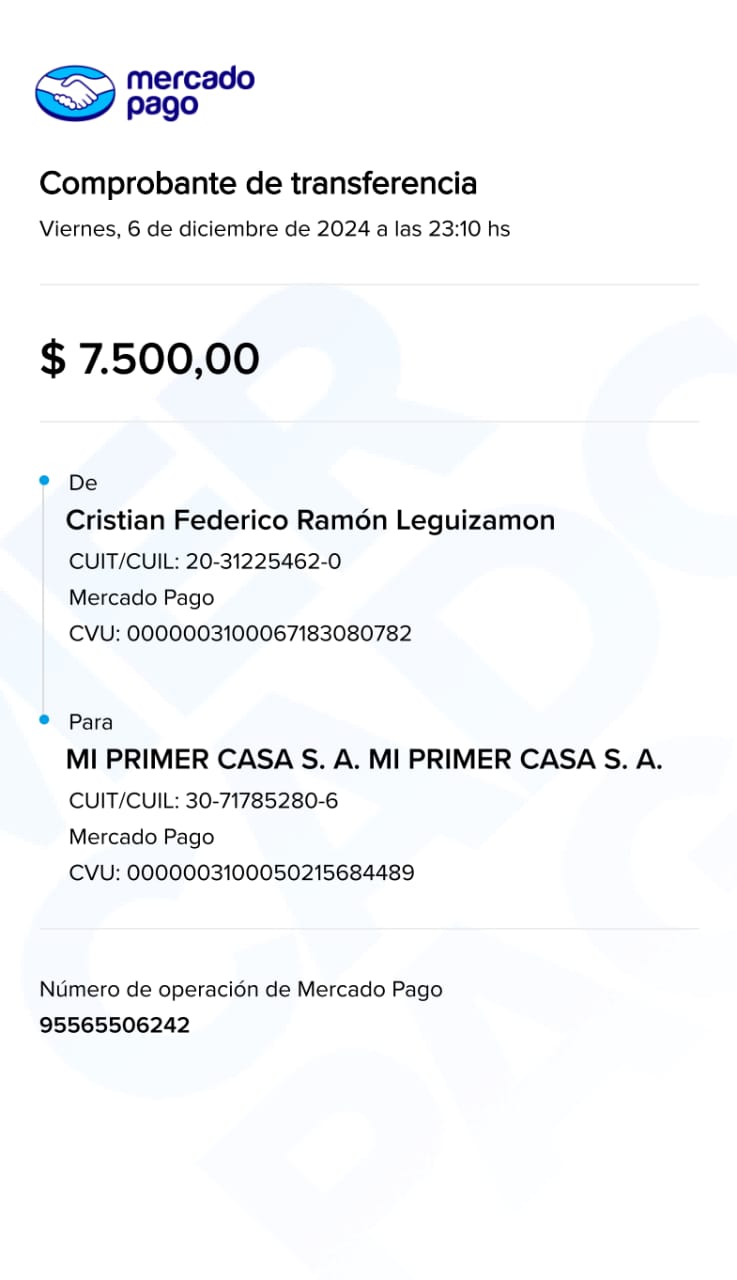 mercado
pago
Comprobante de transferencia
Viernes, 6 de diciembre de 2024 a las 23:10 hs
$ 7.500,00
De
Cristian Federico Ramón Leguizamon
CUIT/CUIL: 20-31225462-0
Mercado Pago
CVU: 0000003100067183080782
Para
MI PRIMER CASA S. A. MI PRIMER CASA S. A.
CUIT/CUIL: 30-71785280-6
Mercado Pago
CVU: 0000003100050215684489
Número de operación de Mercado Pago
95565506242